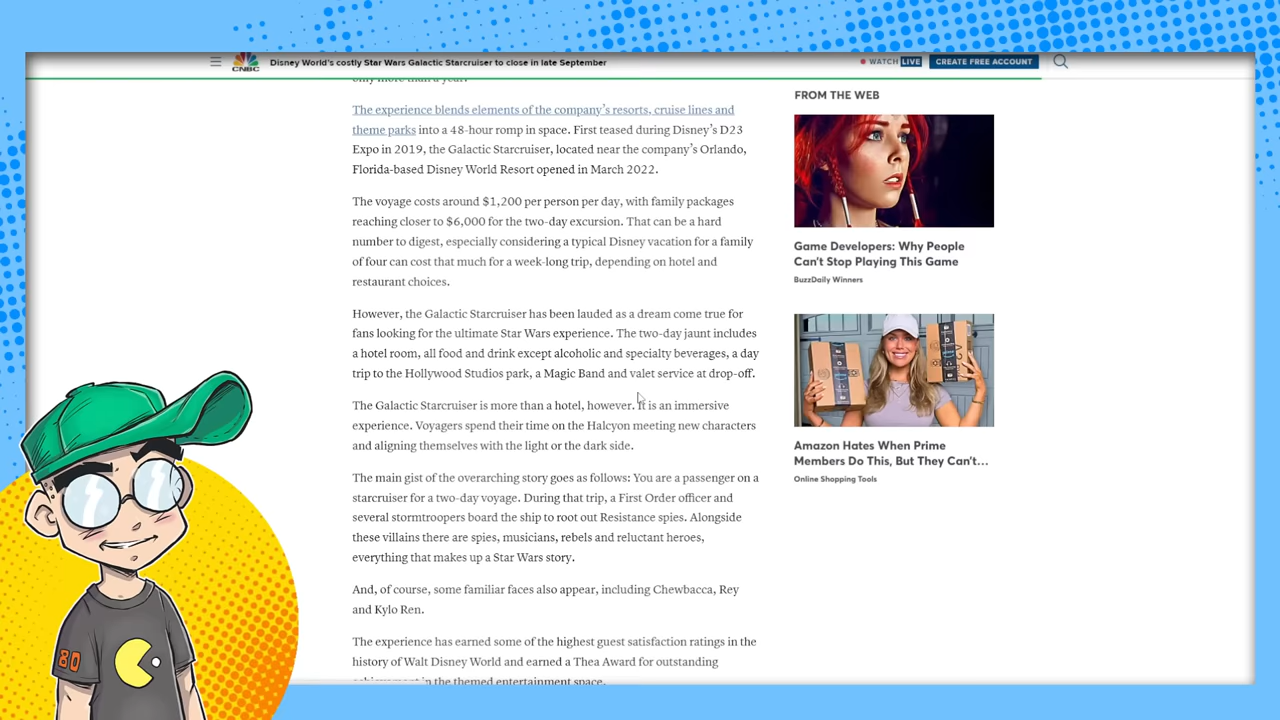 CNBC
Disney World's costly Star Wars Galactic Starcruiser to close in late September
WATCH LIVE
CREATE FREE ACCOUNT
only more than a year.
The experience blends elements of the company's resorts, cruise lines and
theme parks into a 48-hour romp in space. First teased during Disney's D23
Expo in 2019, the Galactic Starcruiser, located near the company's Orlando,
Florida-based Disney World Resort opened in March 2022.
The voyage costs around $1,200 per person per day, with family packages
reaching closer to $6,000 for the two-day excursion. That can be a hard
number to digest, especially considering a typical Disney vacation for a family
of four can cost that much for a week-long trip, depending on hotel and
restaurant choices.
However, the Galactic Starcruiser has been lauded as a dream come true for
fans looking for the ultimate Star Wars experience. The two-day jaunt includes
a hotel room, all food and drink except alcoholic and specialty beverages, a day
trip to the Hollywood Studios park, a Magic Band and valet service at drop-off.
The Galactic Starcruiser is more than a hotel, however. It is an immersive
experience. Voyagers spend their time on the Halcyon meeting new characters
and aligning themselves with the light or the dark side.
The main gist of the overarching story goes as follows: You are a passenger on a
starcruiser for a two-day voyage. During that trip, a First Order officer and
several stormtroopers board the ship to root out Resistance spies. Alongside
these villains there are spies, musicians, rebels and reluctant heroes,
everything that makes up a Star Wars story.
And, of course, some familiar faces also appear, including Chewbacca, Rey
and Kylo Ren.
The experience has earned some of the highest guest satisfaction ratings in the
history of Walt Disney World and earned a Thea Award for outstanding
achievement in the themed entertainment space.
FROM THE WEB
Game Developers: Why People
Can't Stop Playing This Game
BuzzDaily Winners
Amazon Hates When Prime
Members Do This, But They Can't…
Online Shopping Tools
80